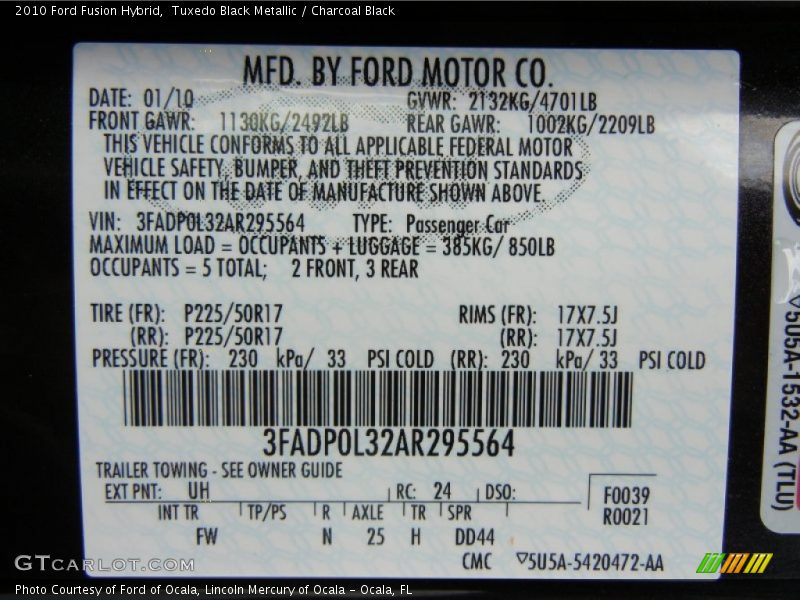 2010 Ford Fusion Hybrid, Tuxedo Black Metallic / Charcoal Black
MFD. BY FORD MOTOR CO.
DATE: 01/10 GVWR: 2132KG/4701LB
FRONT GAWR: 1130KG/2492LB REAR GAWR: 1002KG/2209LB
THIS VEHICLE CONFORMS TO ALL APPLICABLE FEDERAL MOTOR
VEHICLE SAFETY, BUMPER, AND THEFT PREVENTION STANDARDS
IN EFFECT ON THE DATE OF MANUFACTURE SHOWN ABOVE.
VIN: 3FADP0L32AR295564 TYPE: Passenger Car
MAXIMUM LOAD = OCCUPANTS + LUGGAGE = 385KG/ 850LB
OCCUPANTS = 5 TOTAL; 2 FRONT, 3 REAR
TIRE (FR): P225/50R17 RIMS (FR): 17X7.5J
(RR): P225/50R17 (RR): 17X7.5J
PRESSURE (FR): 230 kPa/ 33 PSI COLD (RR): 230 kPa/ 33 PSI COLD
3FADP0L32AR295564
TRAILER TOWING - SEE OWNER GUIDE
EXT PNT: UH RC: 24 DSO: F0039
INT TR TP/PS R AXLE TR SPR R0021
FW N 25 H DD44
CMC ▽5U5A-5420472-AA
▽5U5A-1532-AA (TLU)
GTCarLot.com
Photo Courtesy of Ford of Ocala, Lincoln Mercury of Ocala - Ocala, FL